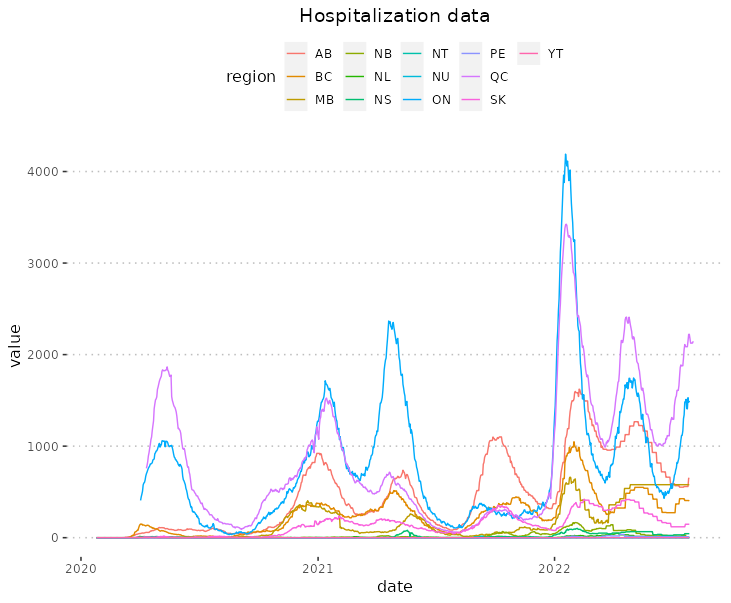 Hospitalization data
region
AB NB NT PE YT
BC NL NU QC
MB NS ON SK
4000
3000
2000
1000
0
value
2020 2021 2022
date